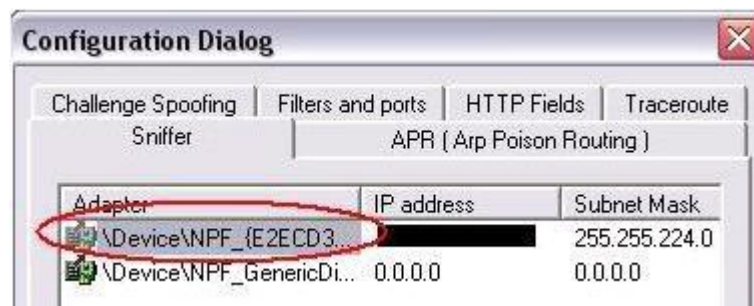 Configuration Dialog
Challenge Spoofing Filters and ports HTTP Fields Traceroute
Sniffer APR ( Arp Poison Routing )
Adapter IP address Subnet Mask
\Device\NPF_{E2ECD3... 255.255.224.0
\Device\NPF_GenericDi... 0.0.0.0 0.0.0.0